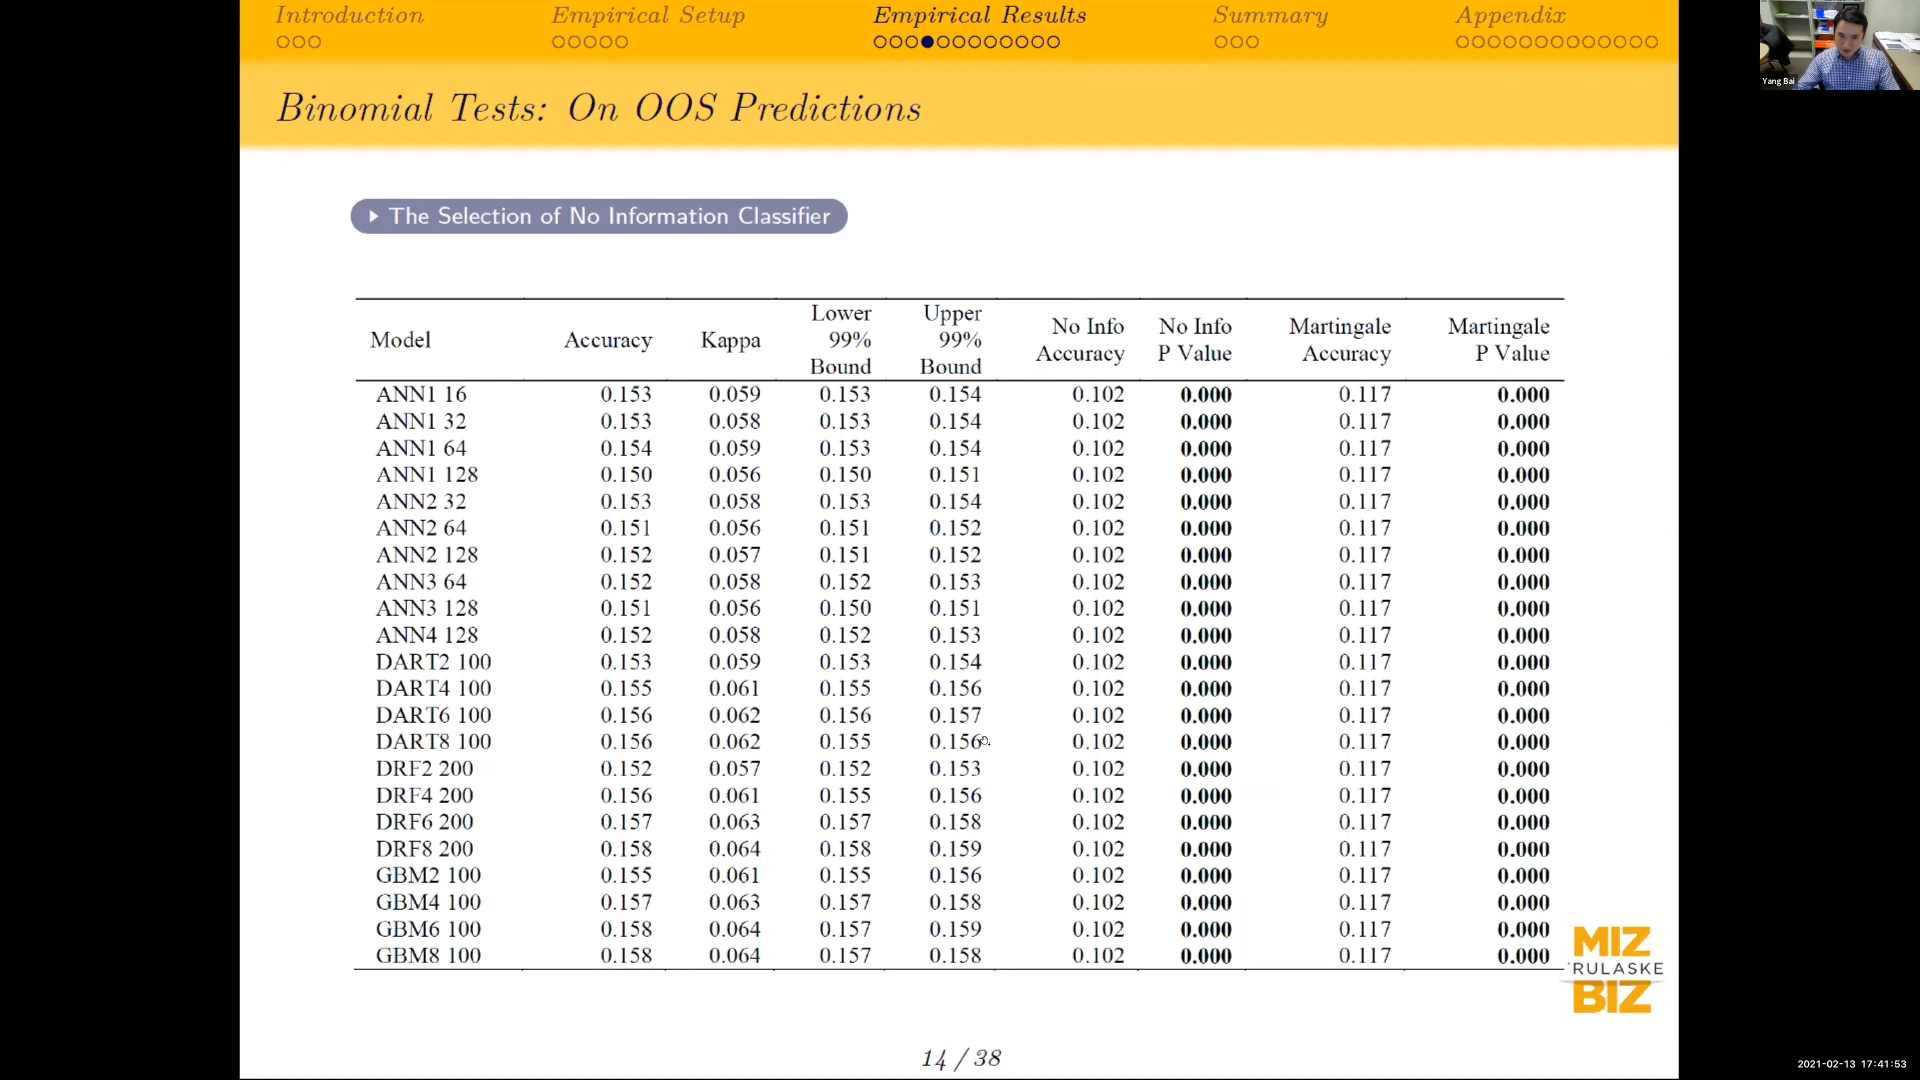 Introduction Empirical Setup Empirical Results Summary Appendix
Yang Bai
Binomial Tests: On OOS Predictions
The Selection of No Information Classifier
Model Accuracy Kappa Lower 99% Bound Upper 99% Bound No Info Accuracy No Info P Value Martingale Accuracy Martingale P Value
ANN1 16 0.153 0.059 0.153 0.154 0.102 0.000 0.117 0.000
ANN1 32 0.153 0.058 0.153 0.154 0.102 0.000 0.117 0.000
ANN1 64 0.154 0.059 0.153 0.154 0.102 0.000 0.117 0.000
ANN1 128 0.150 0.056 0.150 0.151 0.102 0.000 0.117 0.000
ANN2 32 0.153 0.058 0.153 0.154 0.102 0.000 0.117 0.000
ANN2 64 0.151 0.056 0.151 0.152 0.102 0.000 0.117 0.000
ANN2 128 0.152 0.057 0.151 0.152 0.102 0.000 0.117 0.000
ANN3 64 0.152 0.058 0.152 0.153 0.102 0.000 0.117 0.000
ANN3 128 0.151 0.056 0.150 0.151 0.102 0.000 0.117 0.000
ANN4 128 0.152 0.058 0.152 0.153 0.102 0.000 0.117 0.000
DART2 100 0.153 0.059 0.153 0.154 0.102 0.000 0.117 0.000
DART4 100 0.155 0.061 0.155 0.156 0.102 0.000 0.117 0.000
DART6 100 0.156 0.062 0.156 0.157 0.102 0.000 0.117 0.000
DART8 100 0.156 0.062 0.155 0.156 0.102 0.000 0.117 0.000
DRF2 200 0.152 0.057 0.152 0.153 0.102 0.000 0.117 0.000
DRF4 200 0.156 0.061 0.155 0.156 0.102 0.000 0.117 0.000
DRF6 200 0.157 0.063 0.157 0.158 0.102 0.000 0.117 0.000
DRF8 200 0.158 0.064 0.158 0.159 0.102 0.000 0.117 0.000
GBM2 100 0.155 0.061 0.155 0.156 0.102 0.000 0.117 0.000
GBM4 100 0.157 0.063 0.157 0.158 0.102 0.000 0.117 0.000
GBM6 100 0.158 0.064 0.157 0.159 0.102 0.000 0.117 0.000
GBM8 100 0.158 0.064 0.157 0.158 0.102 0.000 0.117 0.000
MIZ
RULASKE
BIZ
14 / 38
2021-02-13 17:41:53